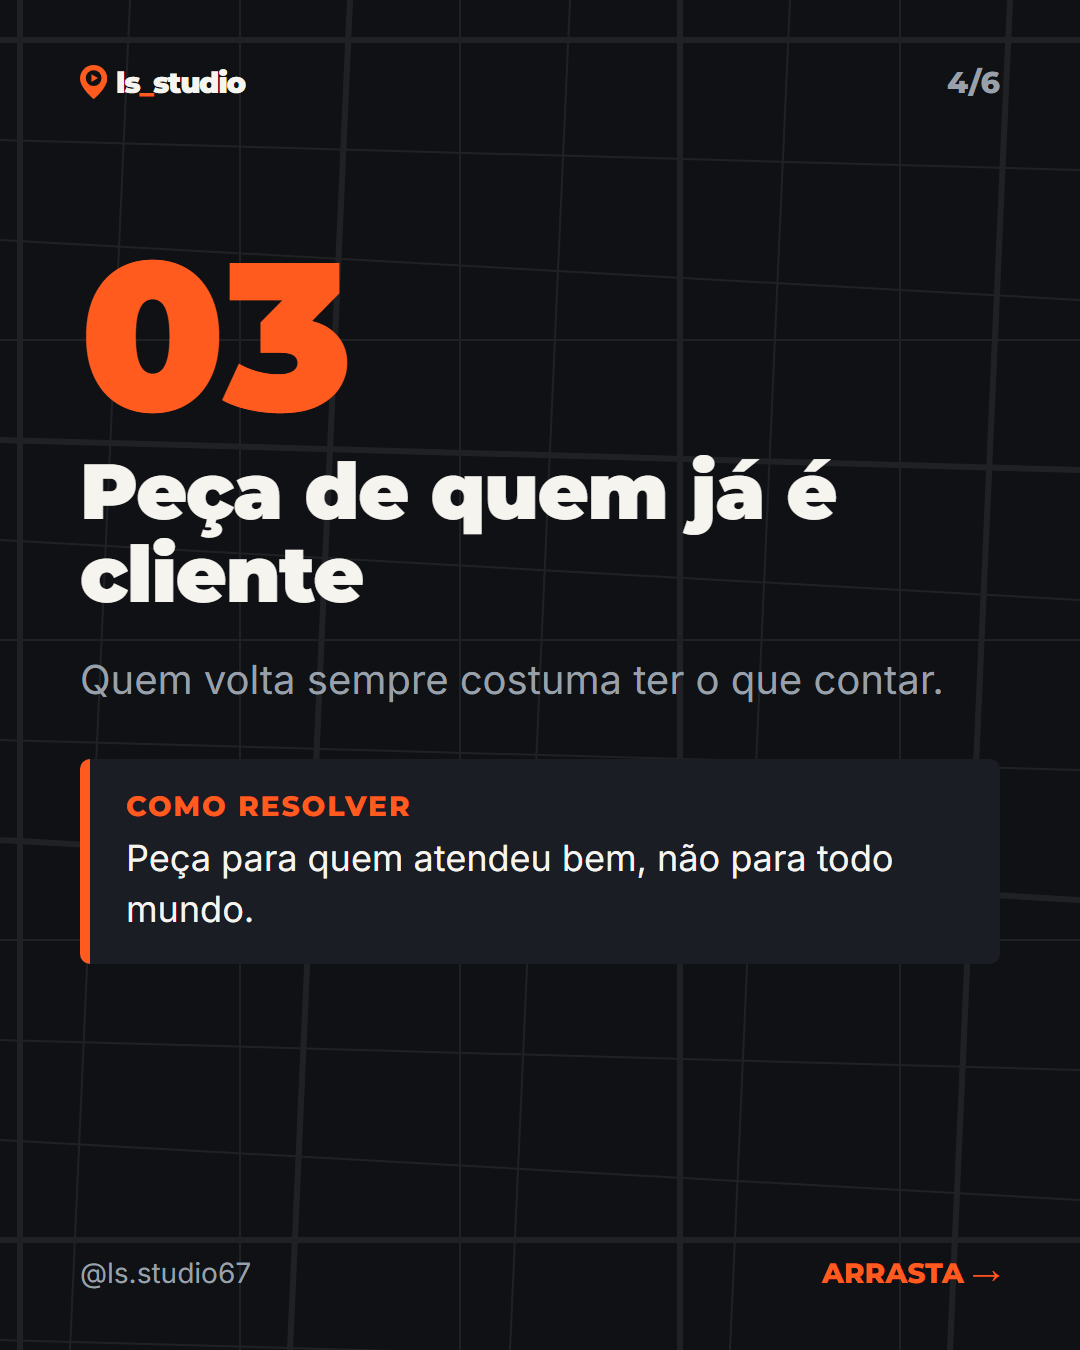 ls_studio
4/6
03
Peça de quem já é
cliente
Quem volta sempre costuma ter o que contar.
COMO RESOLVER
Peça para quem atendeu bem, não para todo
mundo.
@ls.studio67
ARRASTA →